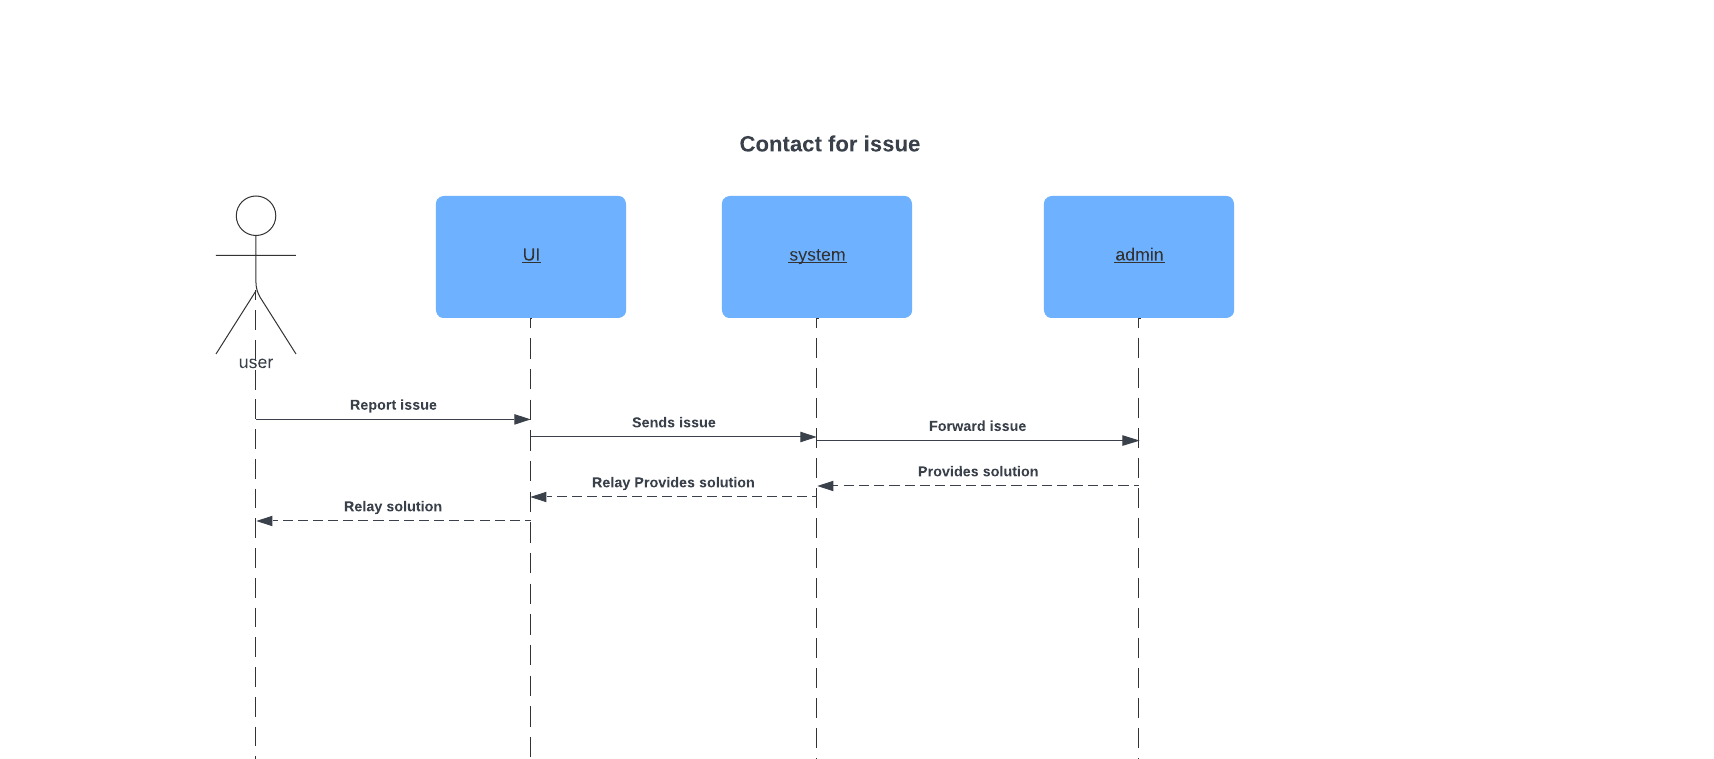 Contact for issue
UI
system
admin
user
Report issue
Sends issue
Forward issue
Provides solution
Relay Provides solution
Relay solution